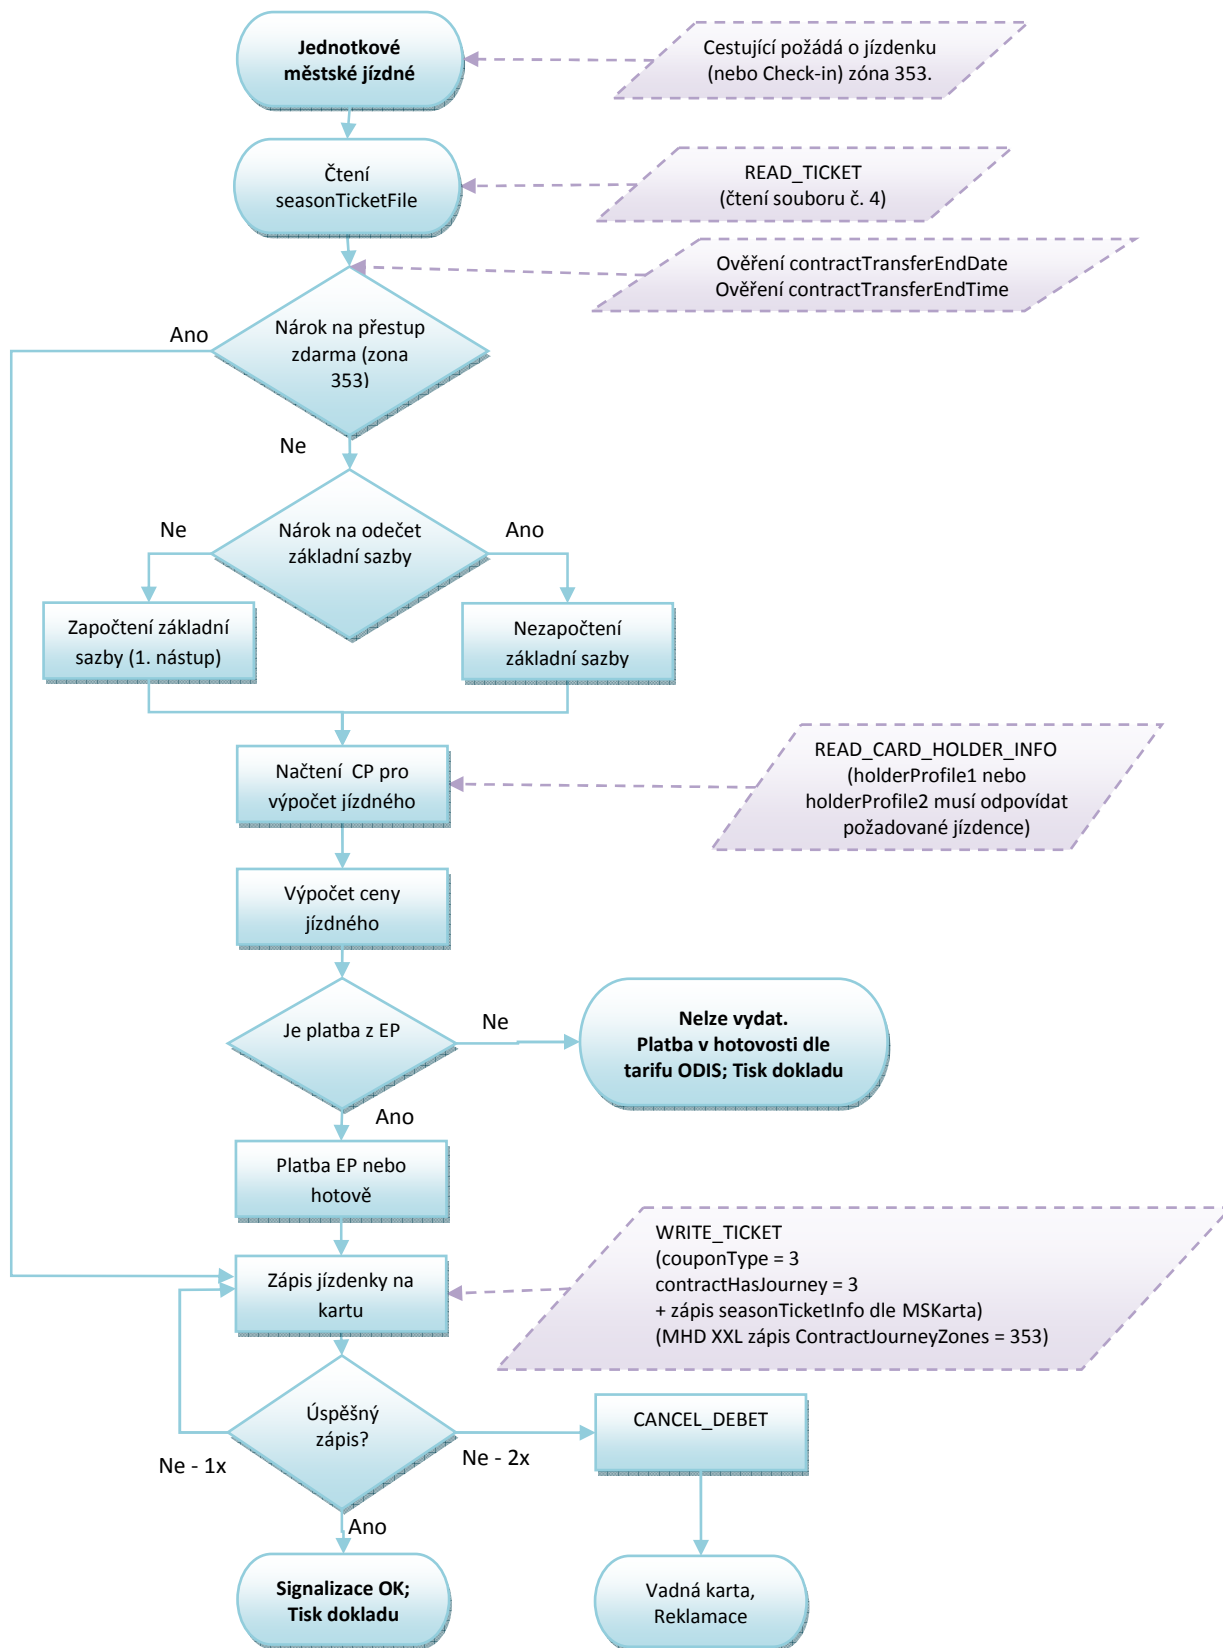 Jednotkové
městské jízdné
Cestující požádá o jízdenku
(nebo Check-in) zóna 353.
Čtení
seasonTicketFile
READ_TICKET
(čtení souboru č. 4)
Ověření contractTransferEndDate
Ověření contractTransferEndTime
Ano
Nárok na přestup
zdarma (zona
353)
Ne
Ne
Nárok na odečet
základní sazby
Ano
Započtení základní
sazby (1. nástup)
Nezapočtení
základní sazby
Načtení  CP pro
výpočet jízdného
READ_CARD_HOLDER_INFO
(holderProfile1 nebo
holderProfile2 musí odpovídat
požadované jízdence)
Výpočet ceny
jízdného
Je platba z EP
Ne
Nelze vydat.
Platba v hotovosti dle
tarifu ODIS; Tisk dokladu
Ano
Platba EP nebo
hotově
WRITE_TICKET
(couponType = 3
contractHasJourney = 3
+ zápis seasonTicketInfo dle MSKarta)
(MHD XXL zápis ContractJourneyZones = 353)
Zápis jízdenky na
kartu
Úspěšný
zápis?
CANCEL_DEBET
Ne - 1x
Ne - 2x
Ano
Signalizace OK;
Tisk dokladu
Vadná karta,
Reklamace